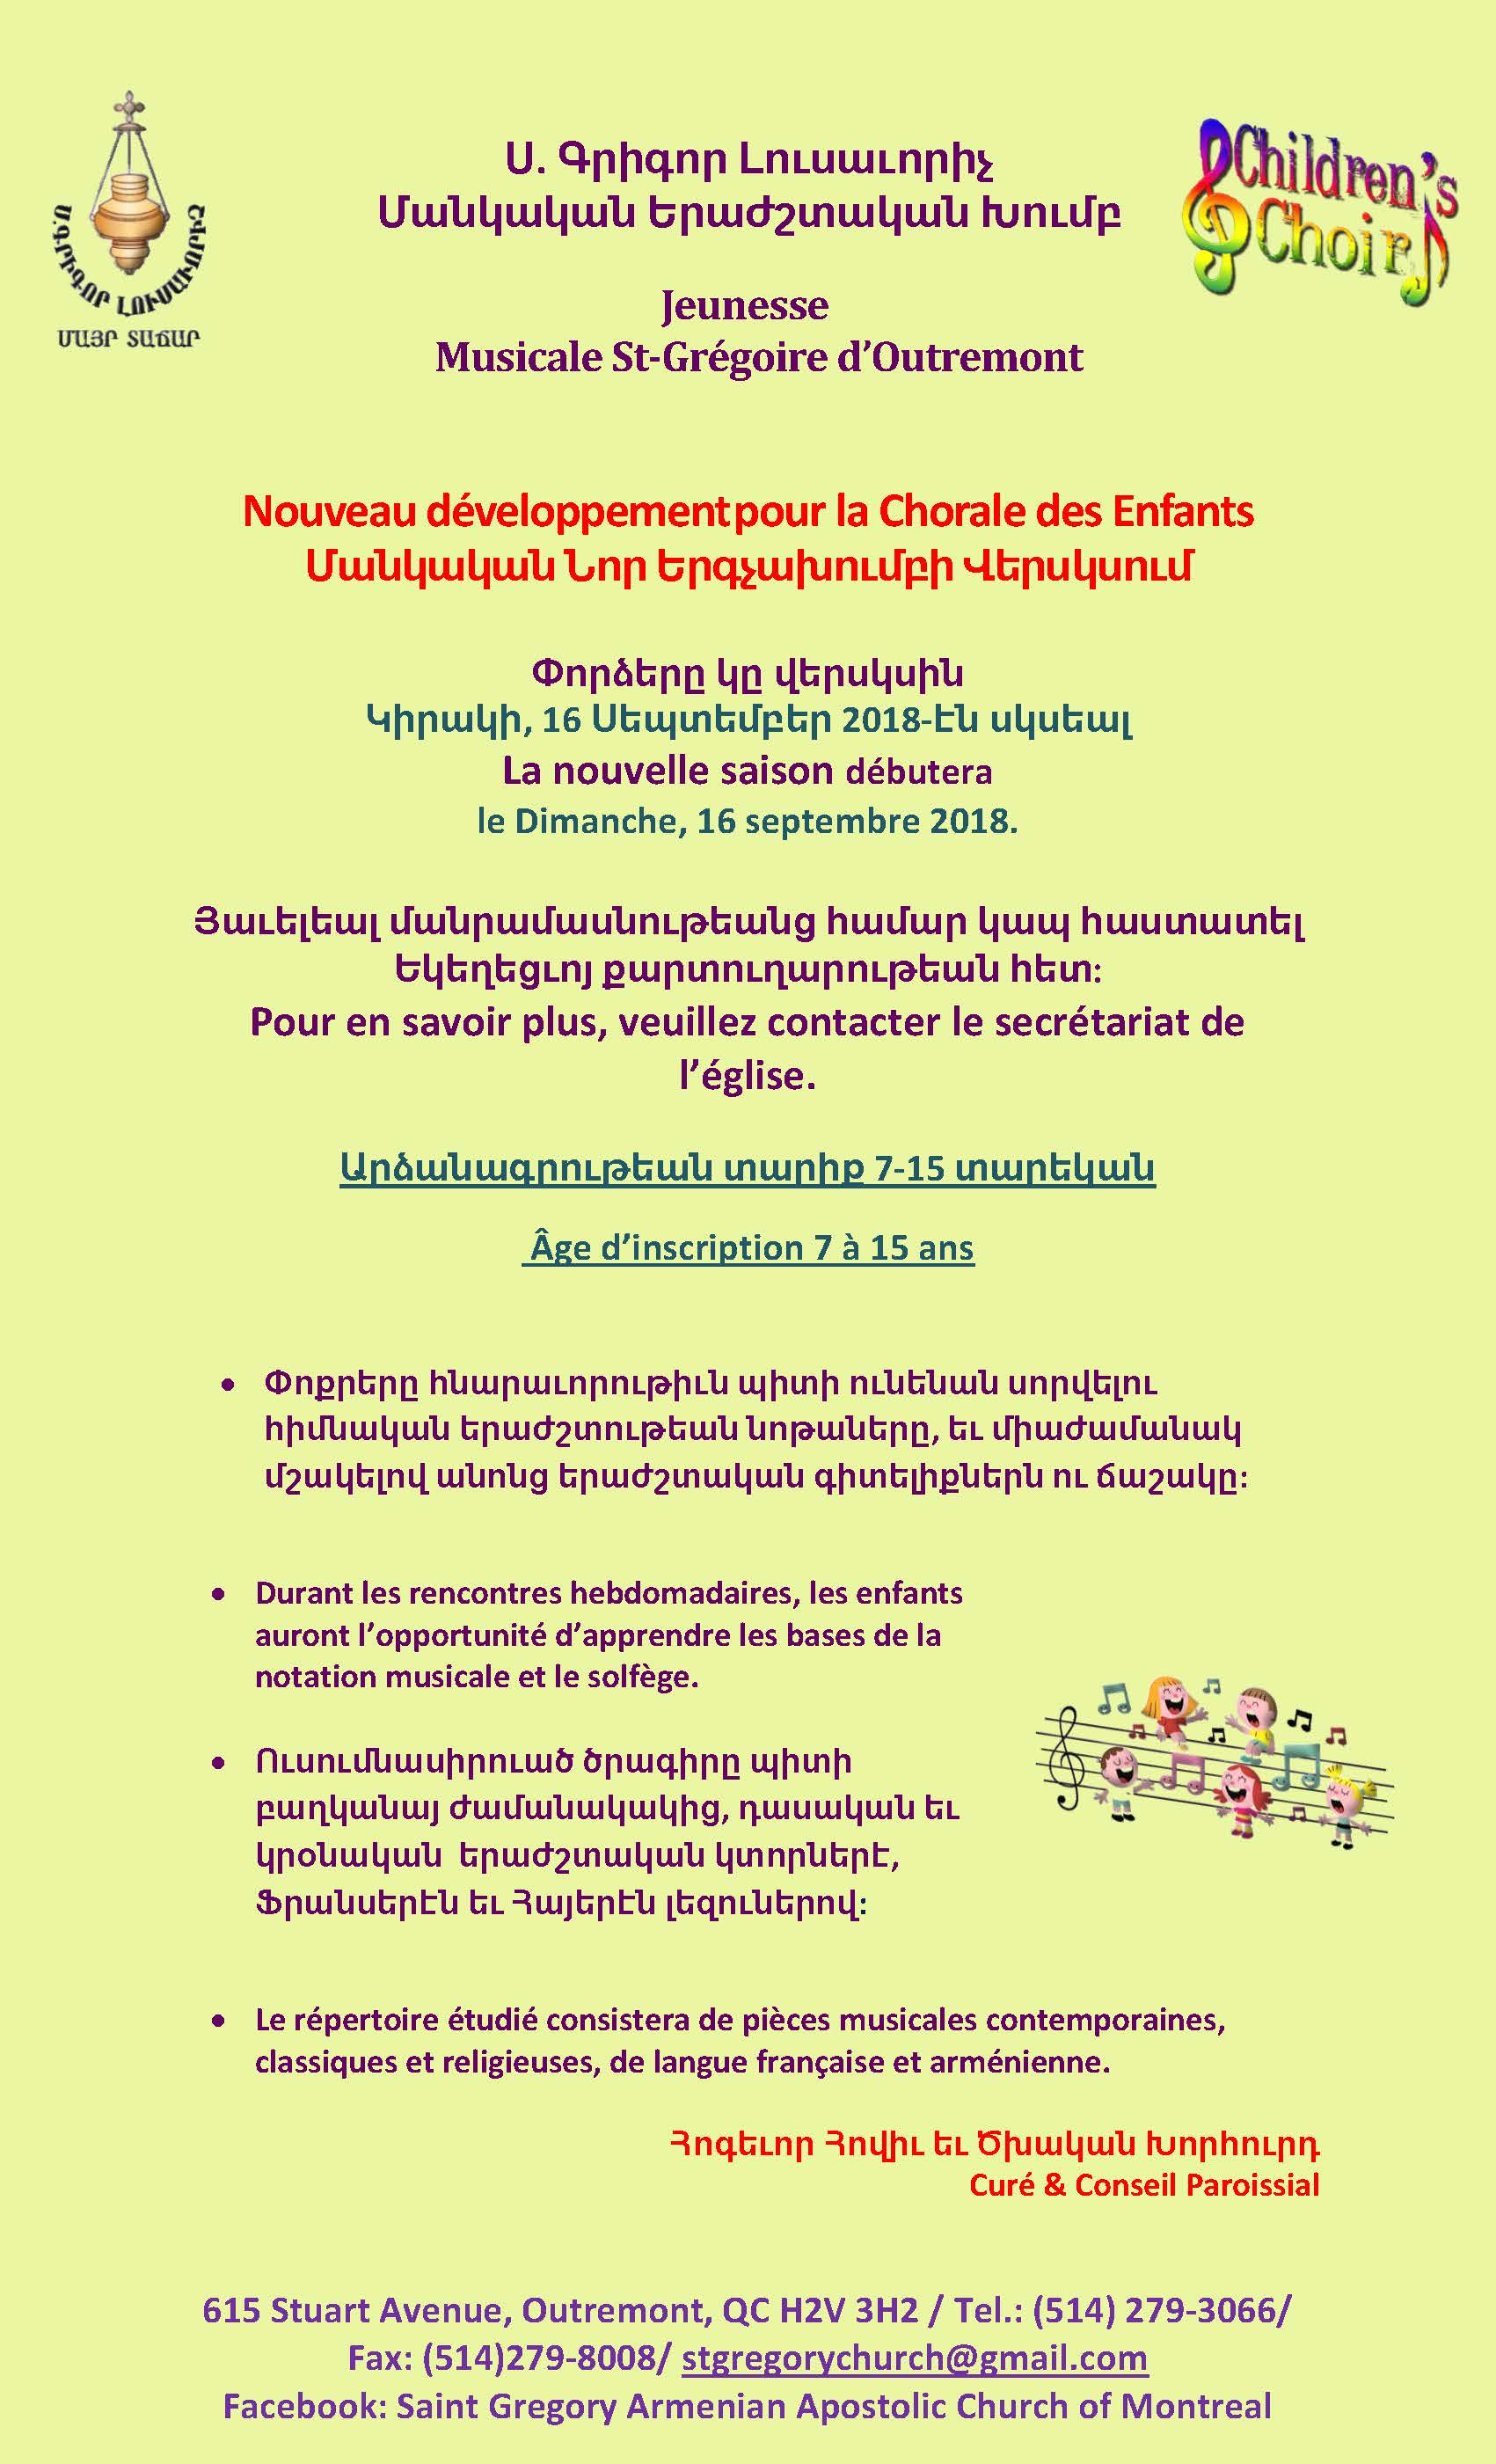 Ս.ԳՐԻԳՈՐ ԼՈՒՍԱՒՈՐԻՉ
ՄԱՅՐ ՏԱՃԱՐ
Ս. Գրիգոր Լուսաւորիչ
Մանկական Երաժշտական Խումբ
Children's
Choir
Jeunesse
Musicale St-Grégoire d’Outremont
Nouveau développement pour la Chorale des Enfants
Մանկական Նոր Երգչախումբի Վերսկսում
Փորձերը կը վերսկսին
Կիրակի, 16 Սեպտեմբեր 2018-էն սկսեալ
La nouvelle saison débutera
le Dimanche, 16 septembre 2018.
Յաւելեալ մանրամասնութեանց համար կապ հաստատել
Եկեղեցւոյ քարտուղարութեան հետ:
Pour en savoir plus, veuillez contacter le secrétariat de
l’église.
Արձանագրութեան տարիք 7-15 տարեկան
Âge d’inscription 7 à 15 ans
• Փոքրերը հնարաւորութիւն պիտի ունենան սորվելու
հիմնական երաժշտութեան նոթաները, եւ միաժամանակ
մշակելով անոնց երաժշտական գիտելիքներն ու ճաշակը:
• Durant les rencontres hebdomadaires, les enfants
auront l’opportunité d’apprendre les bases de la
notation musicale et le solfège.
• Ուսումնասիրուած ծրագիրը պիտի
բաղկանայ ժամանակակից, դասական եւ
կրօնական երաժշտական կտորներէ,
Ֆրանսերէն եւ Հայերէն լեզուներով:
• Le répertoire étudié consistera de pièces musicales contemporaines,
classiques et religieuses, de langue française et arménienne.
Հոգեւոր Հովիւ եւ Ծխական Խորհուրդ
Curé & Conseil Paroissial
615 Stuart Avenue, Outremont, QC H2V 3H2 / Tel.: (514) 279-3066/
Fax: (514)279-8008/ stgregorychurch@gmail.com
Facebook: Saint Gregory Armenian Apostolic Church of Montreal